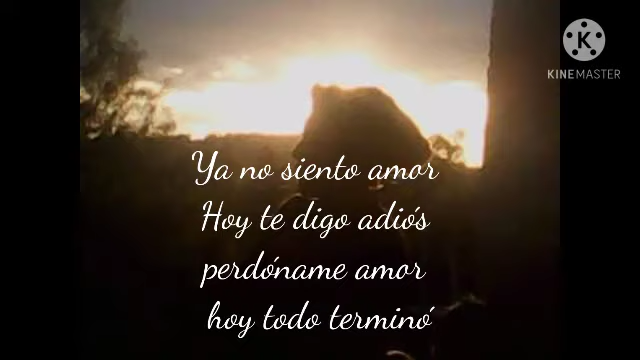 KINEMASTER
Ya no siento amor
Hoy te digo adiós
perdóname amor
hoy todo terminó